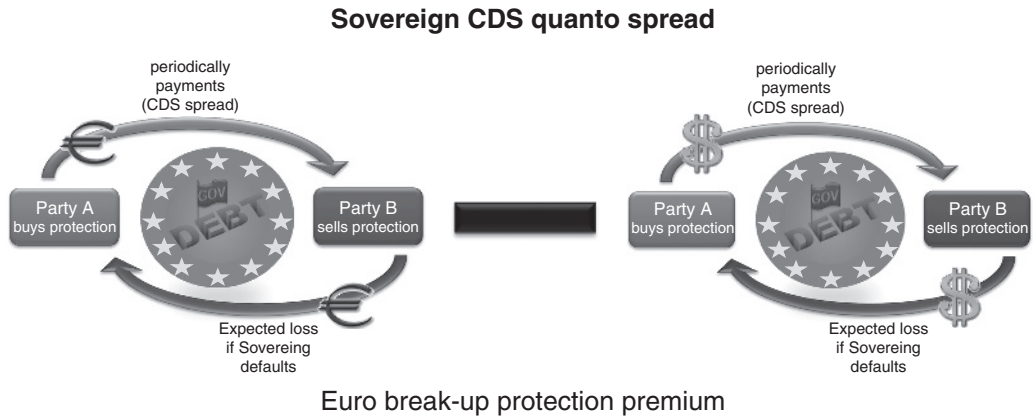 Sovereign CDS quanto spread
periodically
payments
(CDS spread)
€
Party A
buys protection
GOV
DEBT
Party B
sells protection
€
Expected loss
if Sovereing
defaults
periodically
payments
(CDS spread)
$
Party A
buys protection
GOV
DEBT
Party B
sells protection
$
Expected loss
if Sovereing
defaults
Euro break-up protection premium